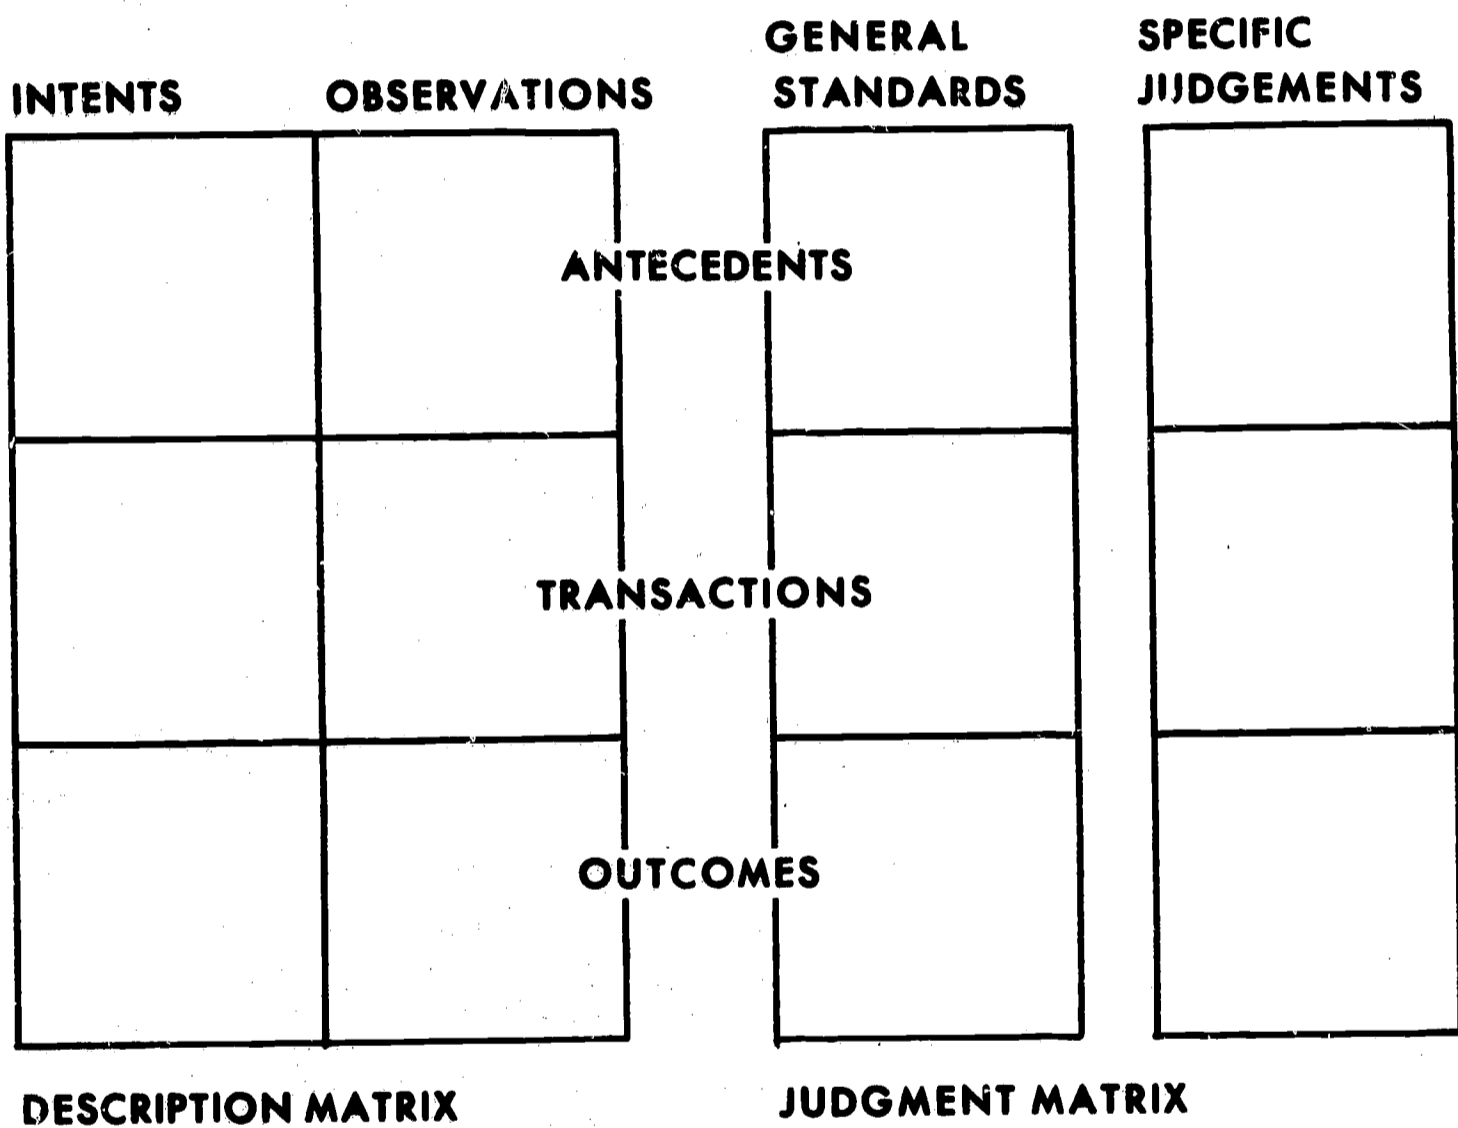 GENERAL
STANDARDS
SPECIFIC
JUDGEMENTS
INTENTS
OBSERVATIONS
ANTECEDENTS
TRANSACTIONS
OUTCOMES
DESCRIPTION MATRIX
JUDGMENT MATRIX